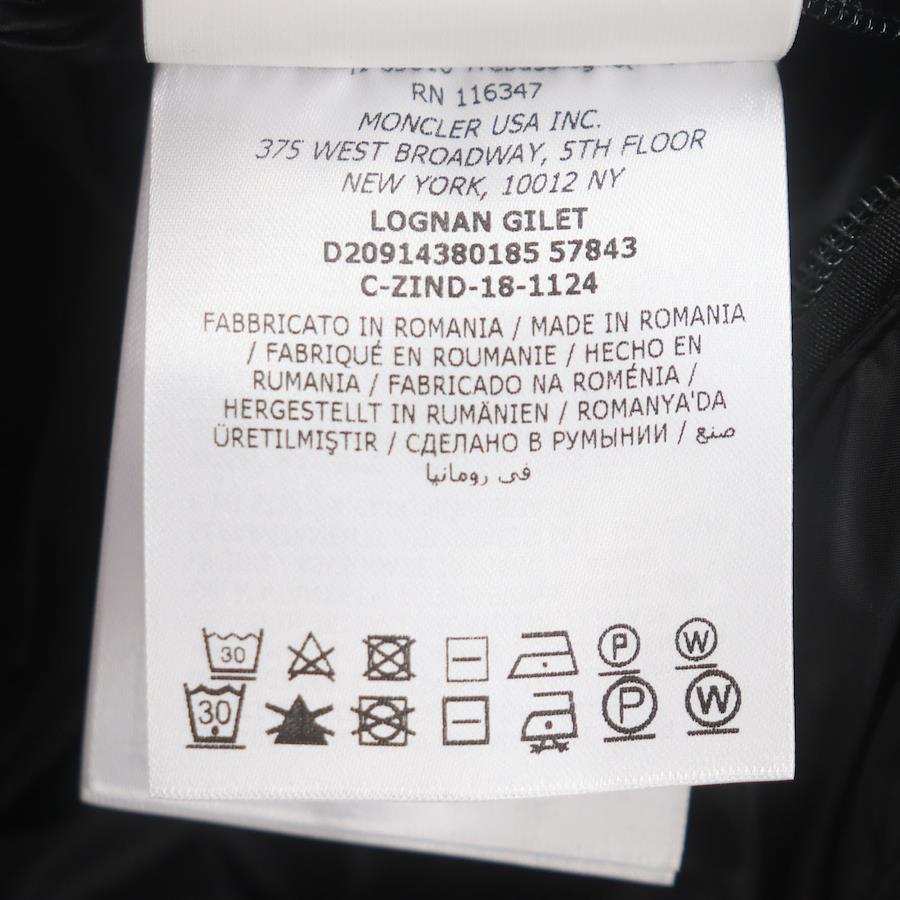 RN 116347
MONCLER USA INC.
375 WEST BROADWAY, 5TH FLOOR
NEW YORK, 10012 NY
LOGNAN GILET
D20914380185 57843
C-ZIND-18-1124
FABBRICATO IN ROMANIA / MADE IN ROMANIA
/ FABRIQUÉ EN ROUMANIE / HECHO EN
RUMANIA / FABRICADO NA ROMÉNIA /
HERGESTELLT IN RUMÄNIEN / ROMANYA'DA
ÜRETILMIŞTIR / СДЕЛАНО В РУМЫНИИ / صنع
في رومانيا
30 P W
30 P W